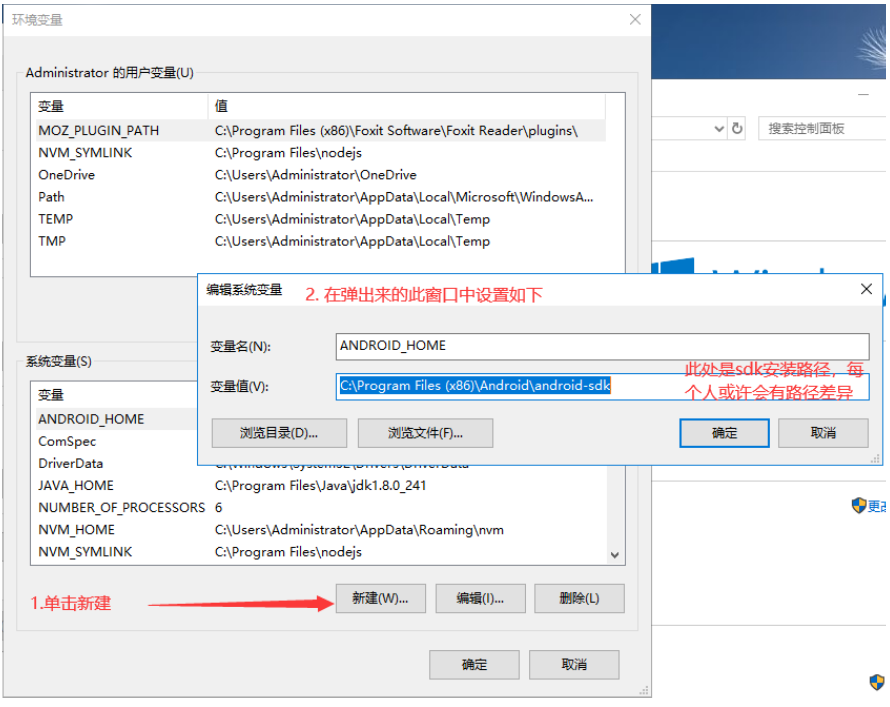 环境变量
Administrator 的用户变量(U)
变量 值
MOZ_PLUGIN_PATH C:\Program Files (x86)\Foxit Software\Foxit Reader\plugins\
NVM_SYMLINK C:\Program Files\nodejs
OneDrive C:\Users\Administrator\OneDrive
Path C:\Users\Administrator\AppData\Local\Microsoft\WindowsA...
TEMP C:\Users\Administrator\AppData\Local\Temp
TMP C:\Users\Administrator\AppData\Local\Temp
搜索控制面板
编辑系统变量
2. 在弹出来的此窗口中设置如下
变量名(N): ANDROID_HOME
变量值(V): C:\Program Files (x86)\Android\android-sdk
此处是sdk安装路径，每
个人或许会有路径差异
浏览目录(D)... 浏览文件(F)... 确定 取消
系统变量(S)
变量
ANDROID_HOME
ComSpec
DriverData C:\Windows\System32\Drivers\DriverData
JAVA_HOME C:\Program Files\Java\jdk1.8.0_241
NUMBER_OF_PROCESSORS 6
NVM_HOME C:\Users\Administrator\AppData\Roaming\nvm
NVM_SYMLINK C:\Program Files\nodejs
更改
1.单击新建
新建(W)... 编辑(I)... 删除(L)
确定 取消